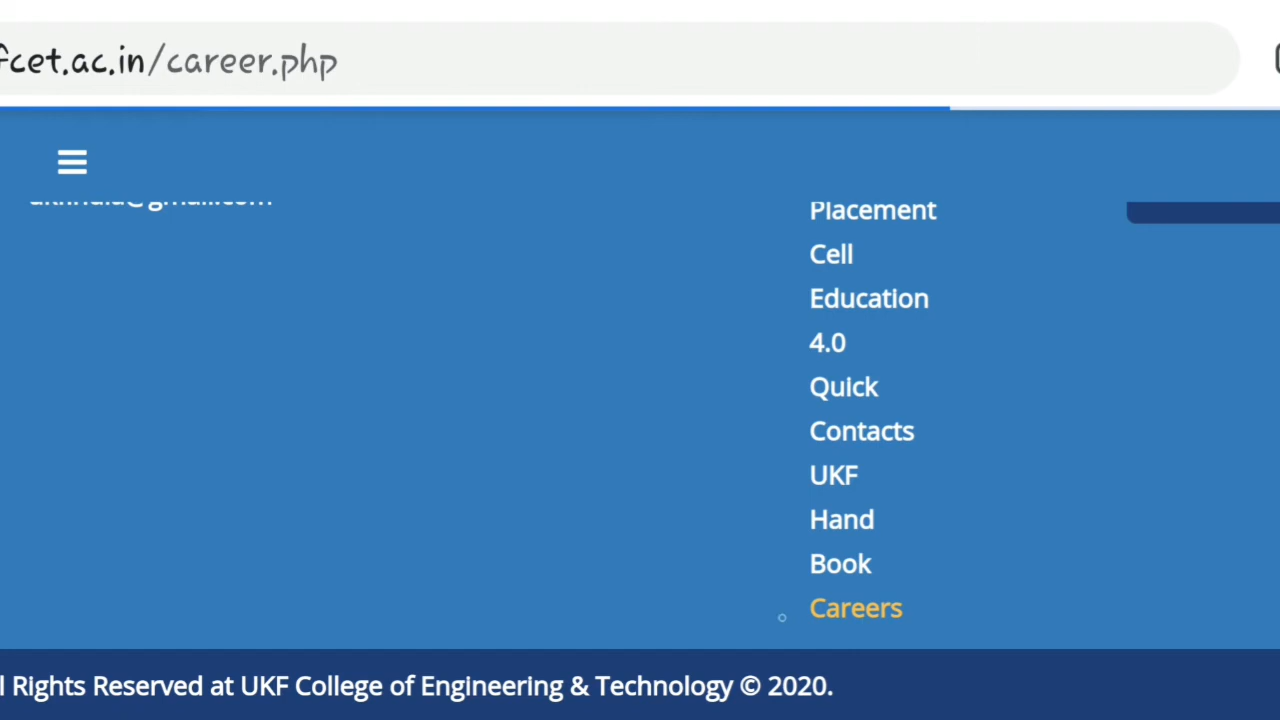 fcet.ac.in/career.php
Placement
Cell
Education
4.0
Quick
Contacts
UKF
Hand
Book
Careers
l Rights Reserved at UKF College of Engineering & Technology © 2020.